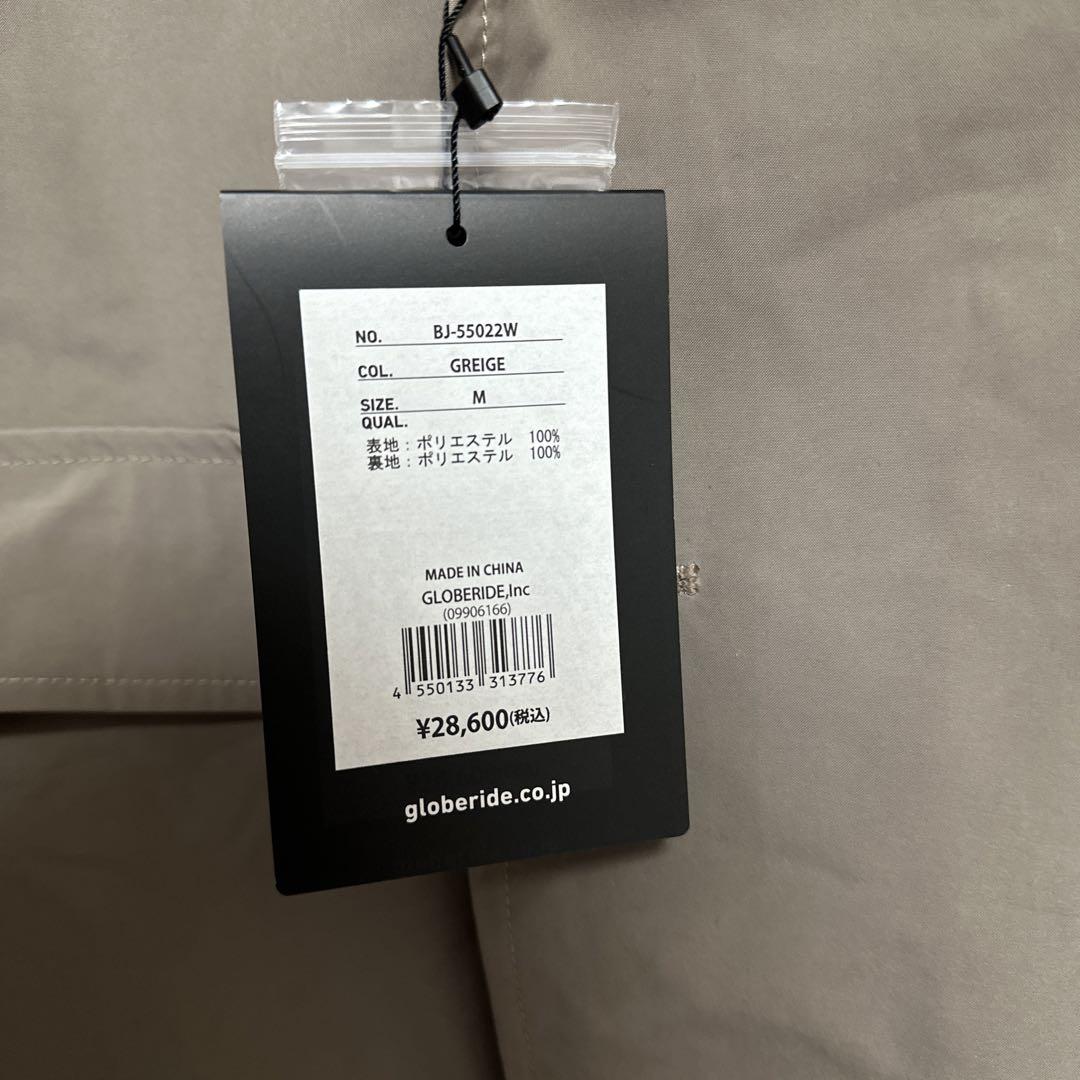 NO. BJ-55022W
COL. GREIGE
SIZE. M
QUAL.
表地：ポリエステル 100%
裏地：ポリエステル 100%
MADE IN CHINA
GLOBERIDE,Inc
(09906166)
4 550133 313776
¥28,600(税込)
globeride.co.jp